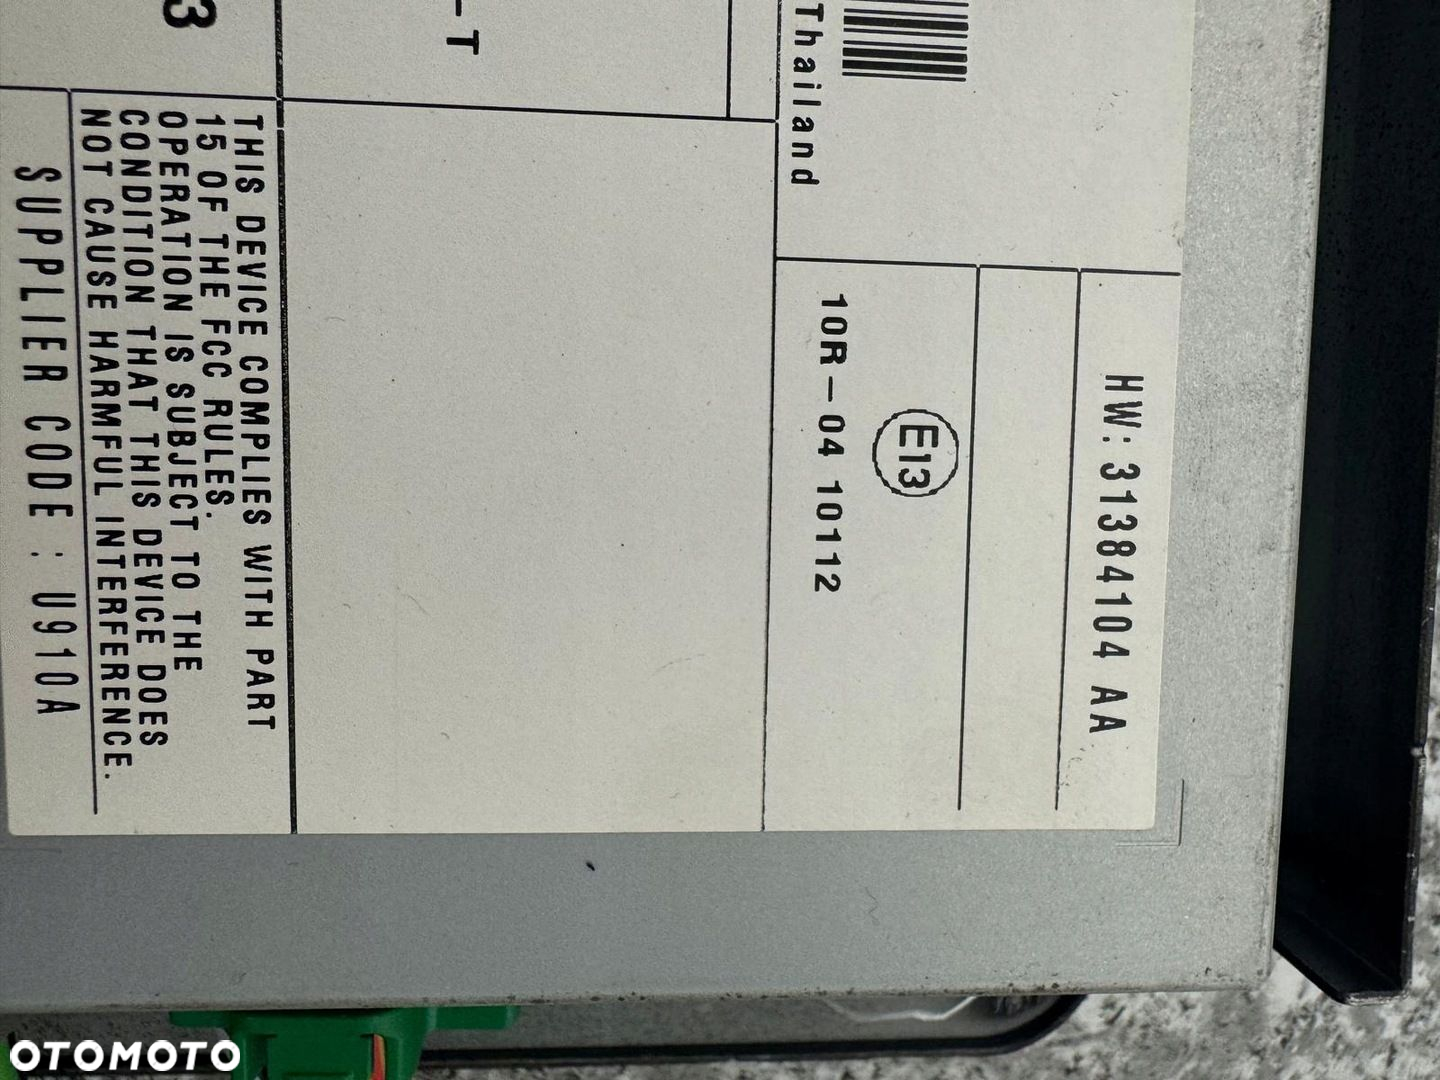 Thailand
HW: 31384104 AA
E13
10R-04 10112
-T
3
THIS DEVICE COMPLIES WITH PART
15 OF THE FCC RULES.
OPERATION IS SUBJECT TO THE
CONDITION THAT THIS DEVICE DOES
NOT CAUSE HARMFUL INTERFERENCE.
SUPPLIER CODE : U910A
OTOMOTO